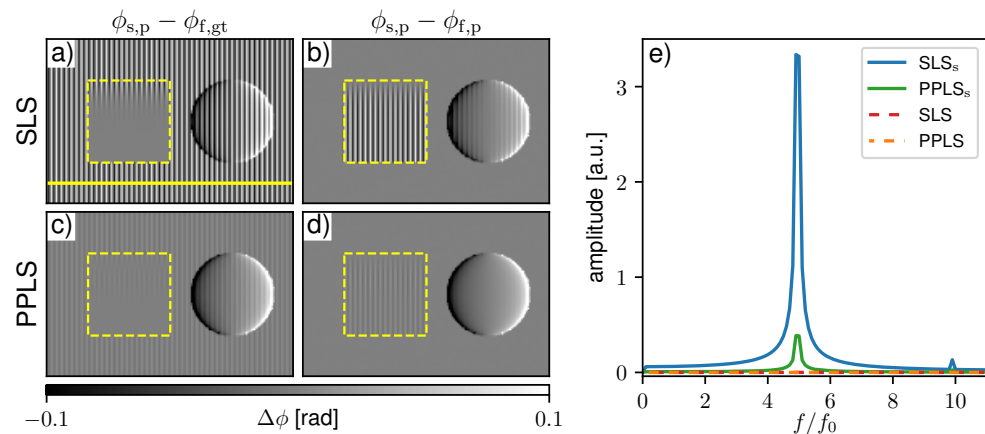 ϕs,p − ϕf,gt
ϕs,p − ϕf,p
SLS
a)
b)
PPLS
c)
d)
−0.1
Δϕ [rad]
0.1
e)
amplitude [a.u.]
3
2
1
0
0 2 4 6 8 10
f/f0
SLSs
PPLSs
SLS
PPLS